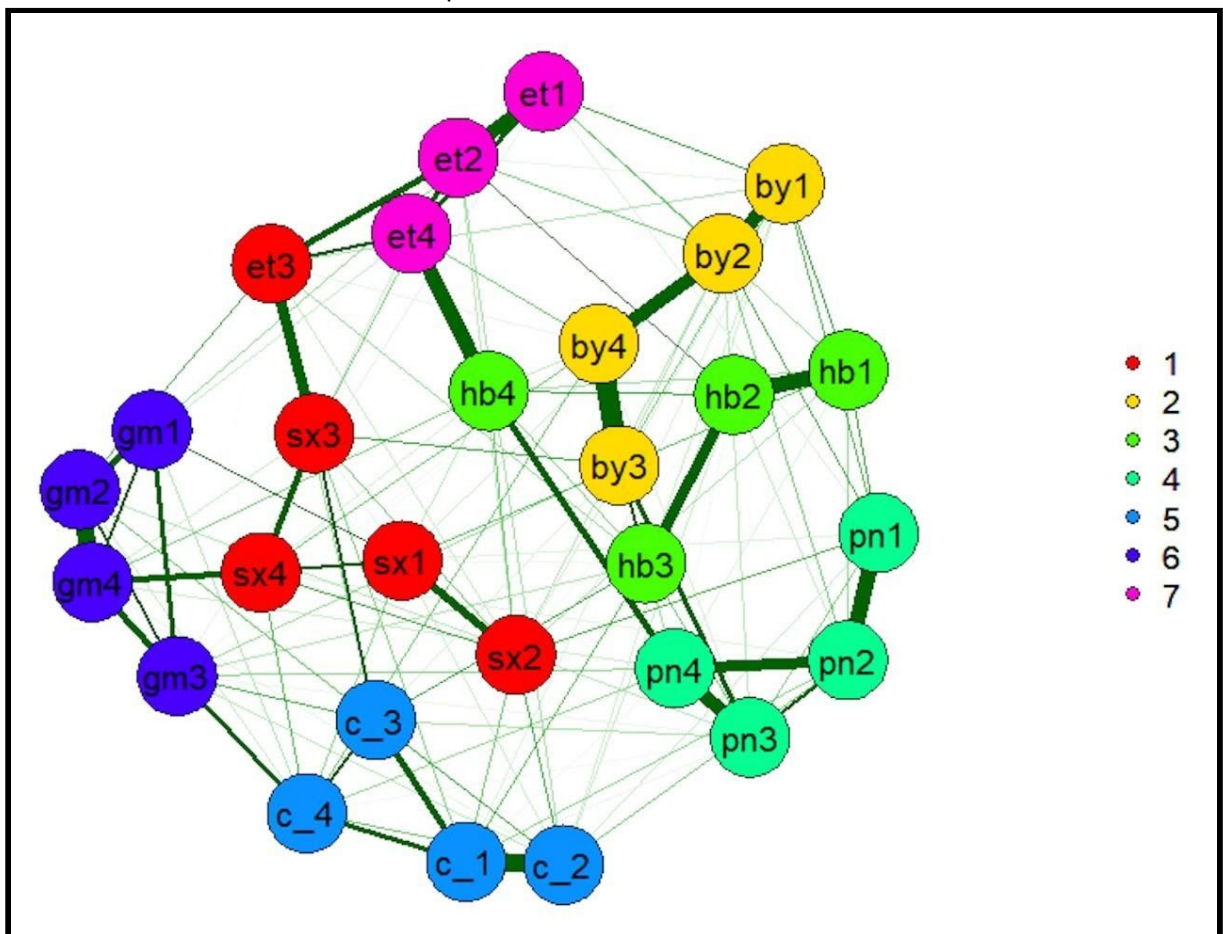 et1
et2
by1
et4
by2
et3
by4
hb1
hb4
hb2
gm1
sx3
by3
gm2
pn1
sx1
hb3
sx4
gm4
sx2
pn2
pn4
gm3
c_3
pn3
c_4
c_1
c_2
1
2
3
4
5
6
7